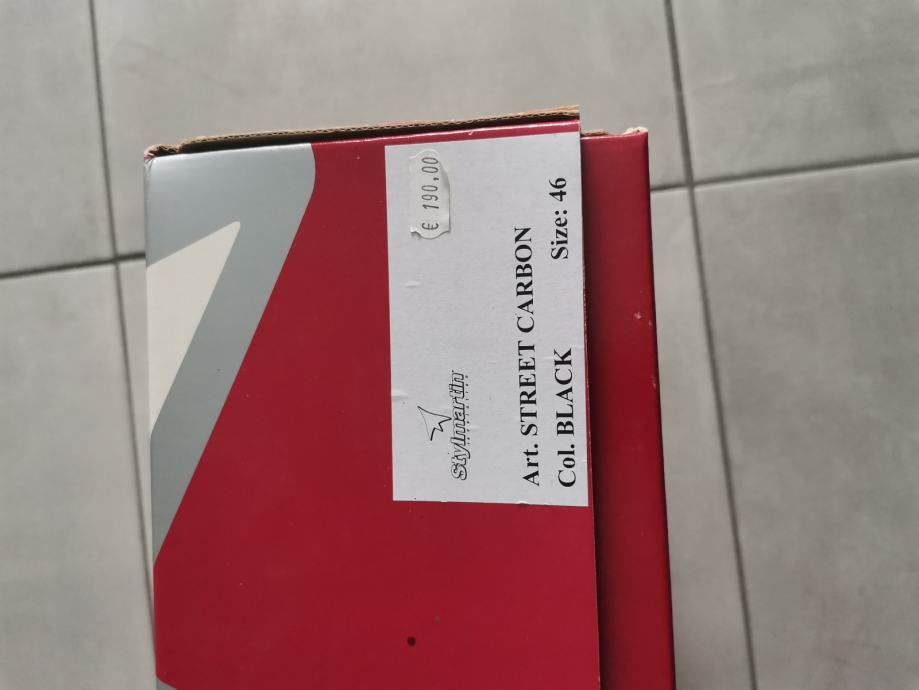 € 190,00
Stylmartin
Art. STREET CARBON
Col. BLACK Size: 46